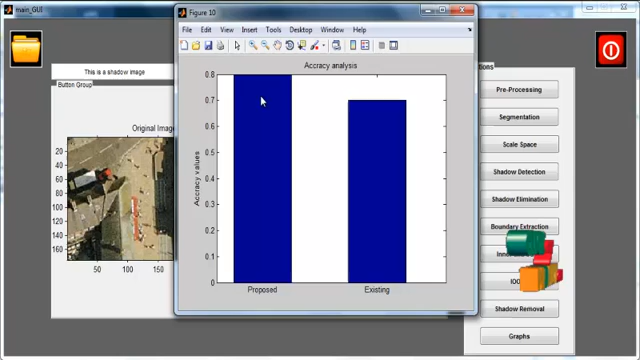 main_GUI
Figure 10
File Edit View Insert Tools Desktop Window Help
This is a shadow image
Button Group
Original Imag
20
40
60
80
100
120
140
160
50 100 150
Accracy analysis
Accracy values
0.8
0.7
0.6
0.5
0.4
0.3
0.2
0.1
0
Proposed Existing
tions
Pre-Processing
Segmentation
Scale Space
Shadow Detection
Shadow Elimination
Boundary Extraction
Shadow Removal
Graphs